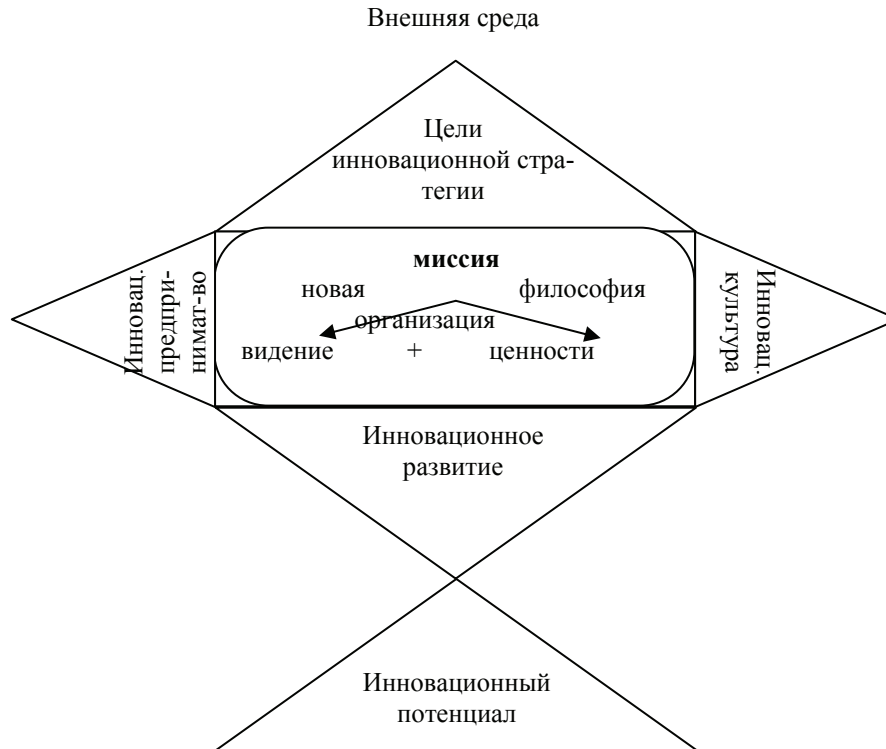 Внешняя среда
Цели
инновационной стра-
тегии
Инновац.
предпри-
нимат-во
миссия
новая философия
организация
видение + ценности
Инновац.
культура
Инновационное
развитие
Инновационный
потенциал